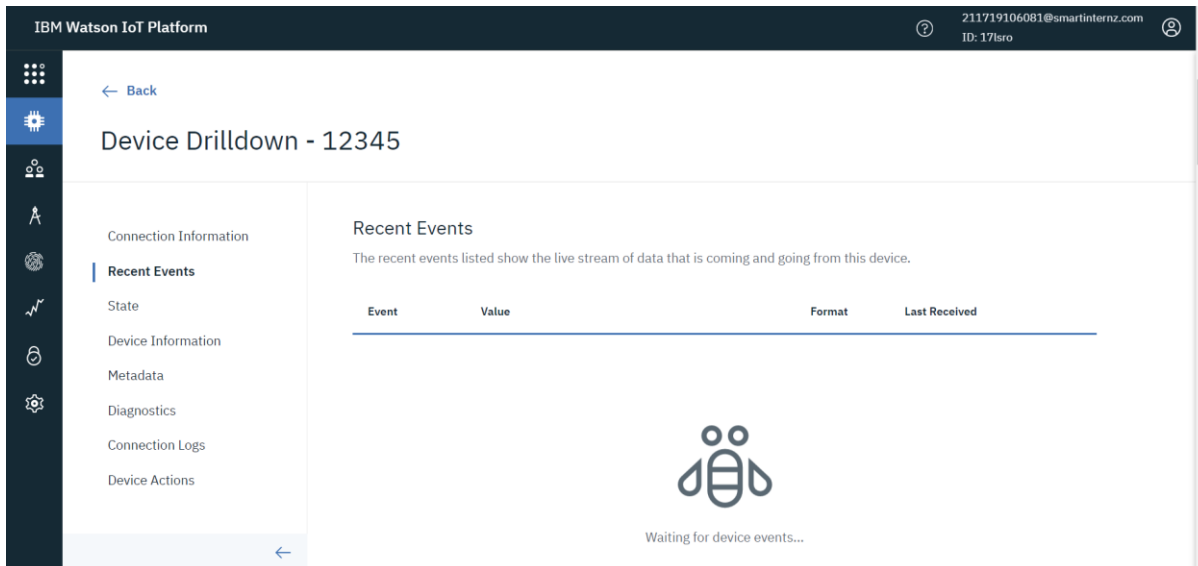 IBM Watson IoT Platform
211719106081@smartinternz.com
ID: 17lsro
Back
Device Drilldown - 12345
Connection Information
Recent Events
State
Device Information
Metadata
Diagnostics
Connection Logs
Device Actions
Recent Events
The recent events listed show the live stream of data that is coming and going from this device.
Event Value Format Last Received
Waiting for device events...